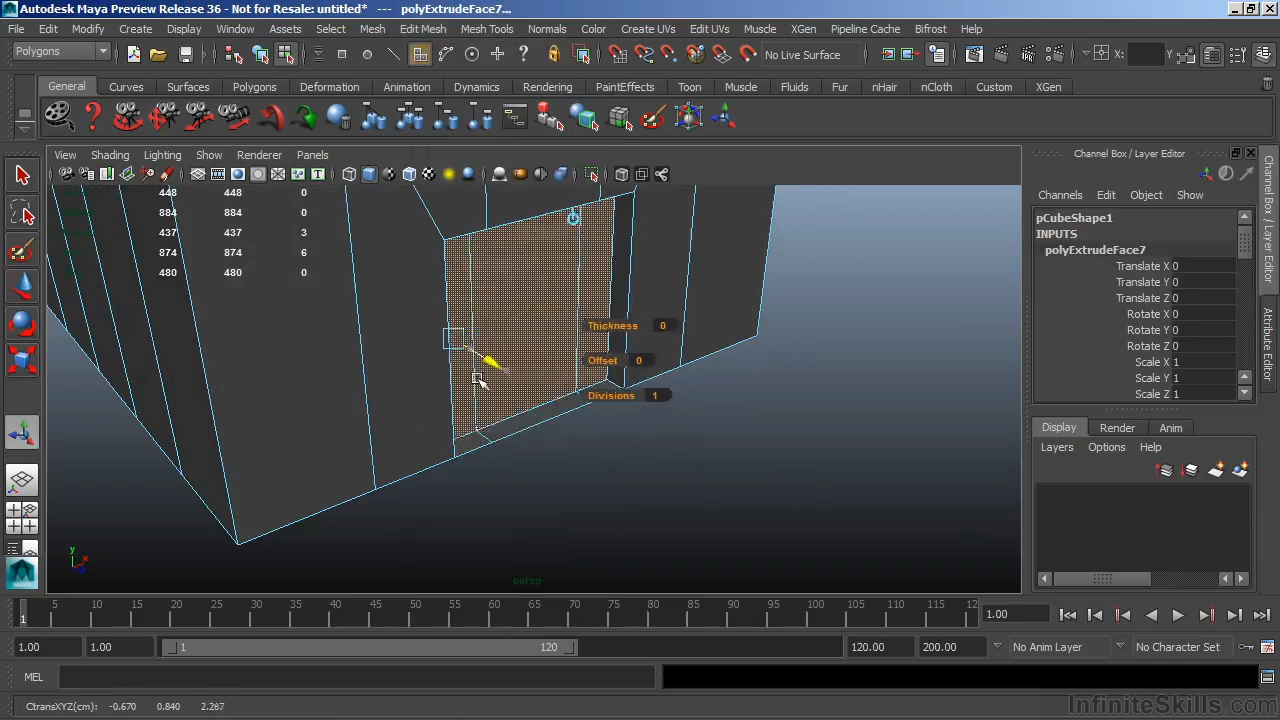 Autodesk Maya Preview Release 36 - Not for Resale: untitled*   ---   polyExtrudeFace7...
File Edit Modify Create Display Window Assets Select Mesh Edit Mesh Mesh Tools Normals Color Create UVs Edit UVs Muscle XGen Pipeline Cache Bifrost Help
Polygons No Live Surface X: Y:
General Curves Surfaces Polygons Deformation Animation Dynamics Rendering PaintEffects Toon Muscle Fluids Fur nHair nCloth Custom XGen
View Shading Lighting Show Renderer Panels
Channel Box / Layer Editor
Channels Edit Object Show
448 448 0
884 884 0
437 437 3
874 874 6
480 480 0
Thickness 0
Offset 0
Divisions 1
y
persp
pCubeShape1
INPUTS
polyExtrudeFace7
Translate X 0
Translate Y 0
Translate Z 0
Rotate X 0
Rotate Y 0
Rotate Z 0
Scale X 1
Scale Y 1
Scale Z 1
Display Render Anim
Layers Options Help
Channel Box / Layer Editor
Attribute Editor
MAYA
1 5 10 15 20 25 30 35 40 45 50 55 60 65 70 75 80 85 90 95 100 105 110 115 12
1.00
1.00 1.00 1 120 120.00 200.00 No Anim Layer No Character Set
MEL
CtransXYZ(cm): -0.670 0.840 2.287
InfiniteSkills.com